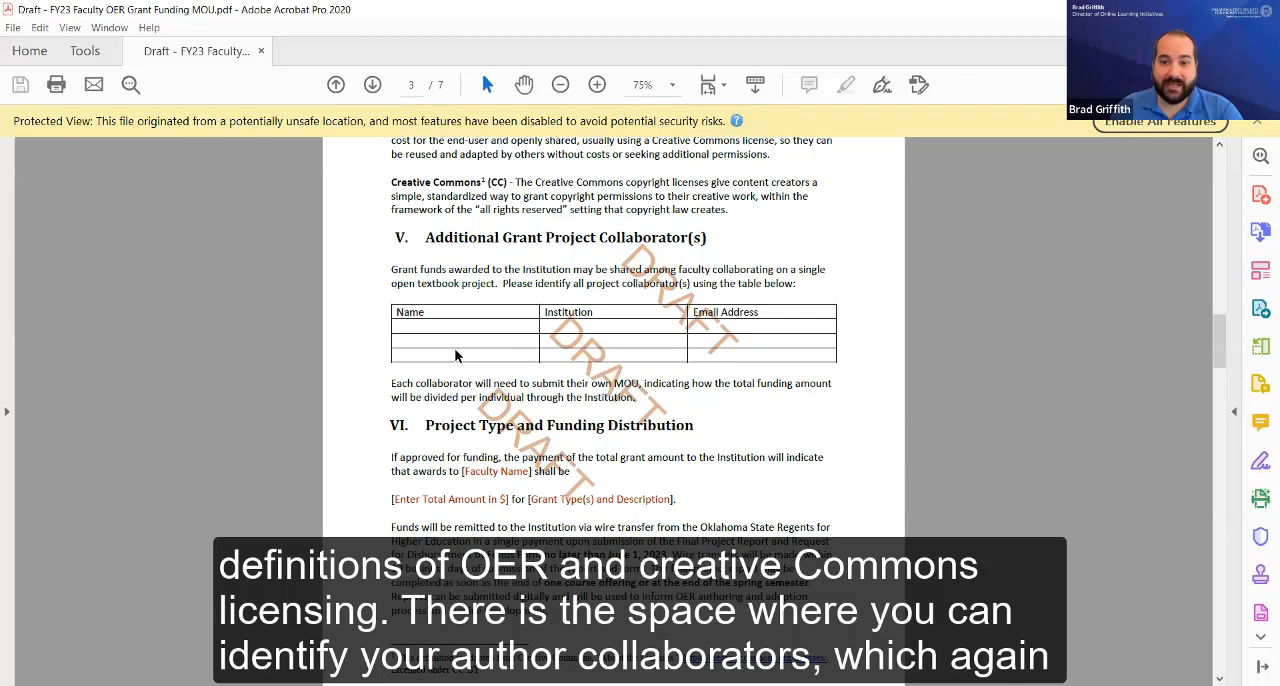 Draft - FY23 Faculty OER Grant Funding MOU.pdf - Adobe Acrobat Pro 2020
File Edit View Window Help
Home Tools Draft - FY23 Faculty... ×
3 / 7 75%
Brad Griffith
Director of Online Learning Initiatives
Brad Griffith
Protected View: This file originated from a potentially unsafe location, and most features have been disabled to avoid potential security risks.
Enable All Features
cost for the end-user and openly shared, usually using a Creative Commons license, so they can
be reused and adapted by others without costs or seeking additional permissions.
Creative Commons¹ (CC) - The Creative Commons copyright licenses give content creators a
simple, standardized way to grant copyright permissions to their creative work, within the
framework of the “all rights reserved” setting that copyright law creates.
V. Additional Grant Project Collaborator(s)
Grant funds awarded to the Institution may be shared among faculty collaborating on a single
open textbook project. Please identify all project collaborator(s) using the table below:
Name Institution Email Address
Each collaborator will need to submit their own MOU, indicating how the total funding amount
will be divided per individual through the Institution.
VI. Project Type and Funding Distribution
If approved for funding, the payment of the total grant amount to the Institution will indicate
that awards to [Faculty Name] shall be
[Enter Total Amount in $] for [Grant Type(s) and Description].
Funds will be remitted to the Institution via wire transfer from the Oklahoma State Regents for
DRAFT
DRAFT
DRAFT
definitions of OER and creative Commons
licensing. There is the space where you can
identify your author collaborators, which again